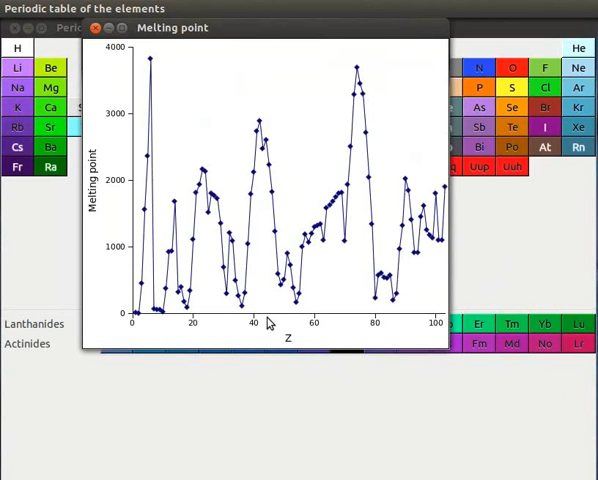 Periodic table of the elements
Perio
Melting point
H
He
Li Be
N O F Ne
Na Mg
P S Cl Ar
K Ca
As Se Br Kr
Rb Sr
Sb Te I Xe
Cs Ba
Bi Po At Rn
Fr Ra
Uup Uuh
4000
3000
2000
1000
0
Melting point
0 20 40 60 80 100
Z
Lanthanides
Er Tm Yb Lu
Actinides
Fm Md No Lr